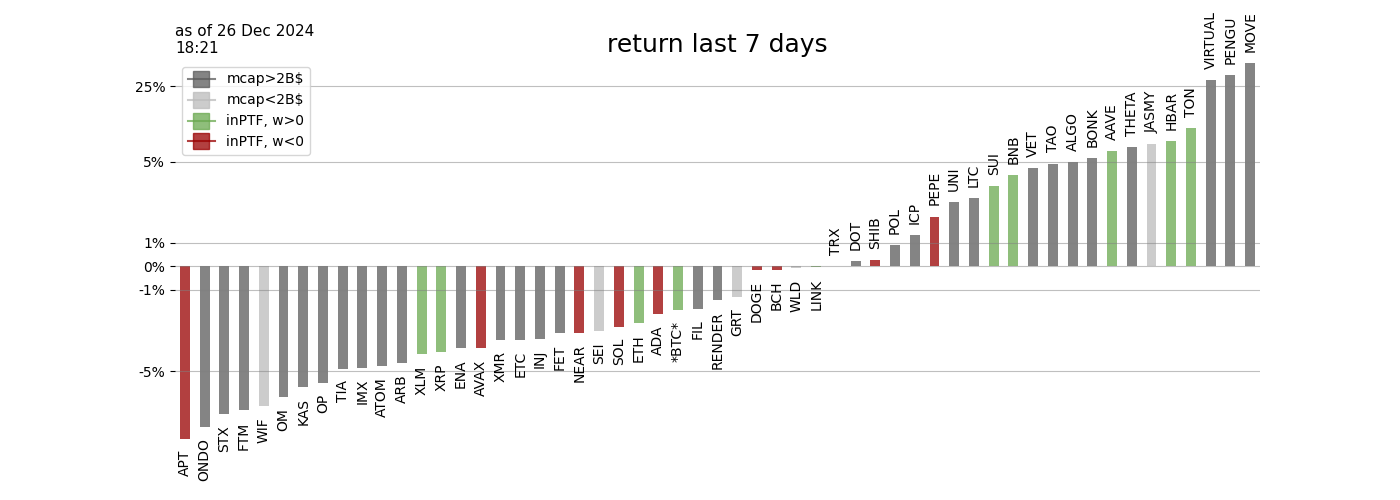 as of 26 Dec 2024
18:21
return last 7 days
mcap>2B$
mcap<2B$
inPTF, w>0
inPTF, w<0
25%
5%
1%
0%
-1%
-5%
APT
ONDO
STX
FTM
WIF
OM
KAS
OP
TIA
IMX
ATOM
ARB
XLM
XRP
ENA
AVAX
XMR
ETC
INJ
FET
NEAR
SEI
SOL
ETH
ADA
*BTC*
FIL
RENDER
GRT
DOGE
BCH
WLD
LINK
TRX
DOT
SHIB
POL
ICP
PEPE
UNI
LTC
SUI
BNB
VET
TAO
ALGO
BONK
AAVE
THETA
JASMY
HBAR
TON
VIRTUAL
PENGU
MOVE